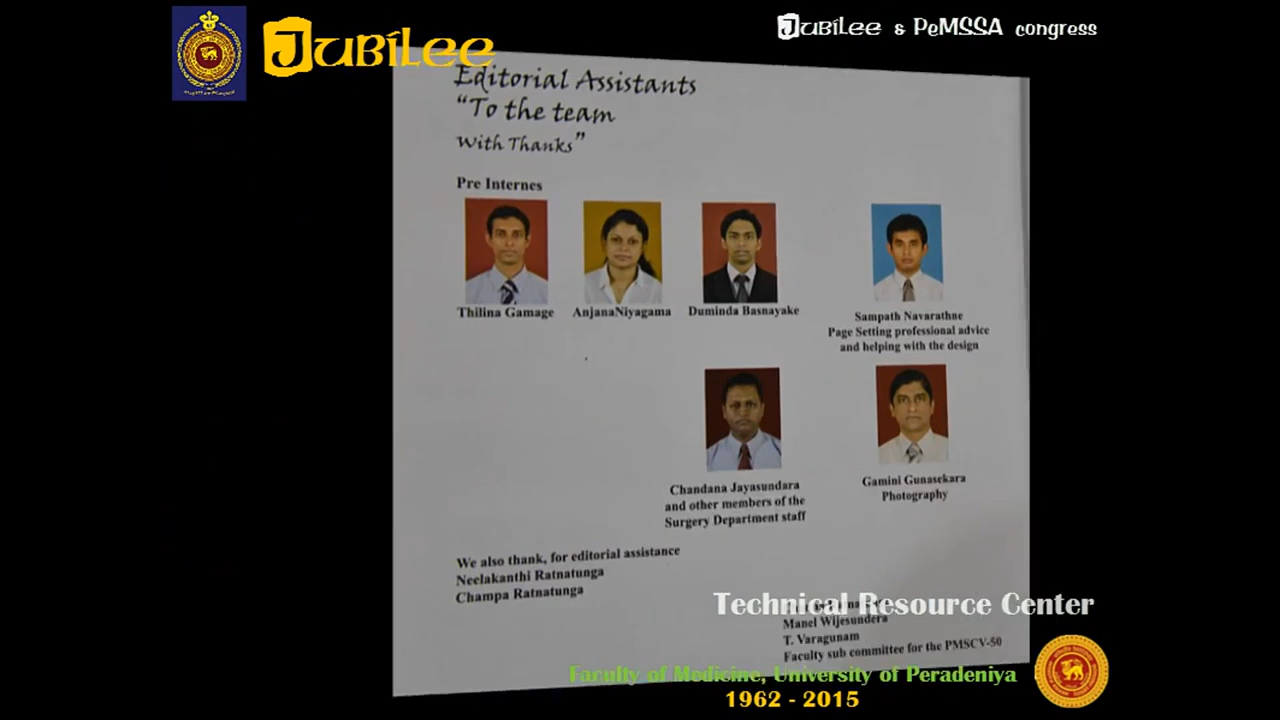 JUBILEE
JUBILEE & PeMSSA congress
Editorial Assistants
“To the team
With Thanks”
Pre Internes
Thilina Gamage
AnjanaNiyagama
Duminda Basnayake
Sampath Navarathne
Page Setting professional advice
and helping with the design
Chandana Jayasundara
and other members of the
Surgery Department staff
Gamini Gunasekara
Photography
We also thank, for editorial assistance
Neelakanthi Ratnatunga
Champa Ratnatunga
Technical Resource Center
Manel Wijesundera
T. Varagunam
Faculty sub committee for the PMSCV-50
Faculty of Medicine, University of Peradeniya
1962 - 2015